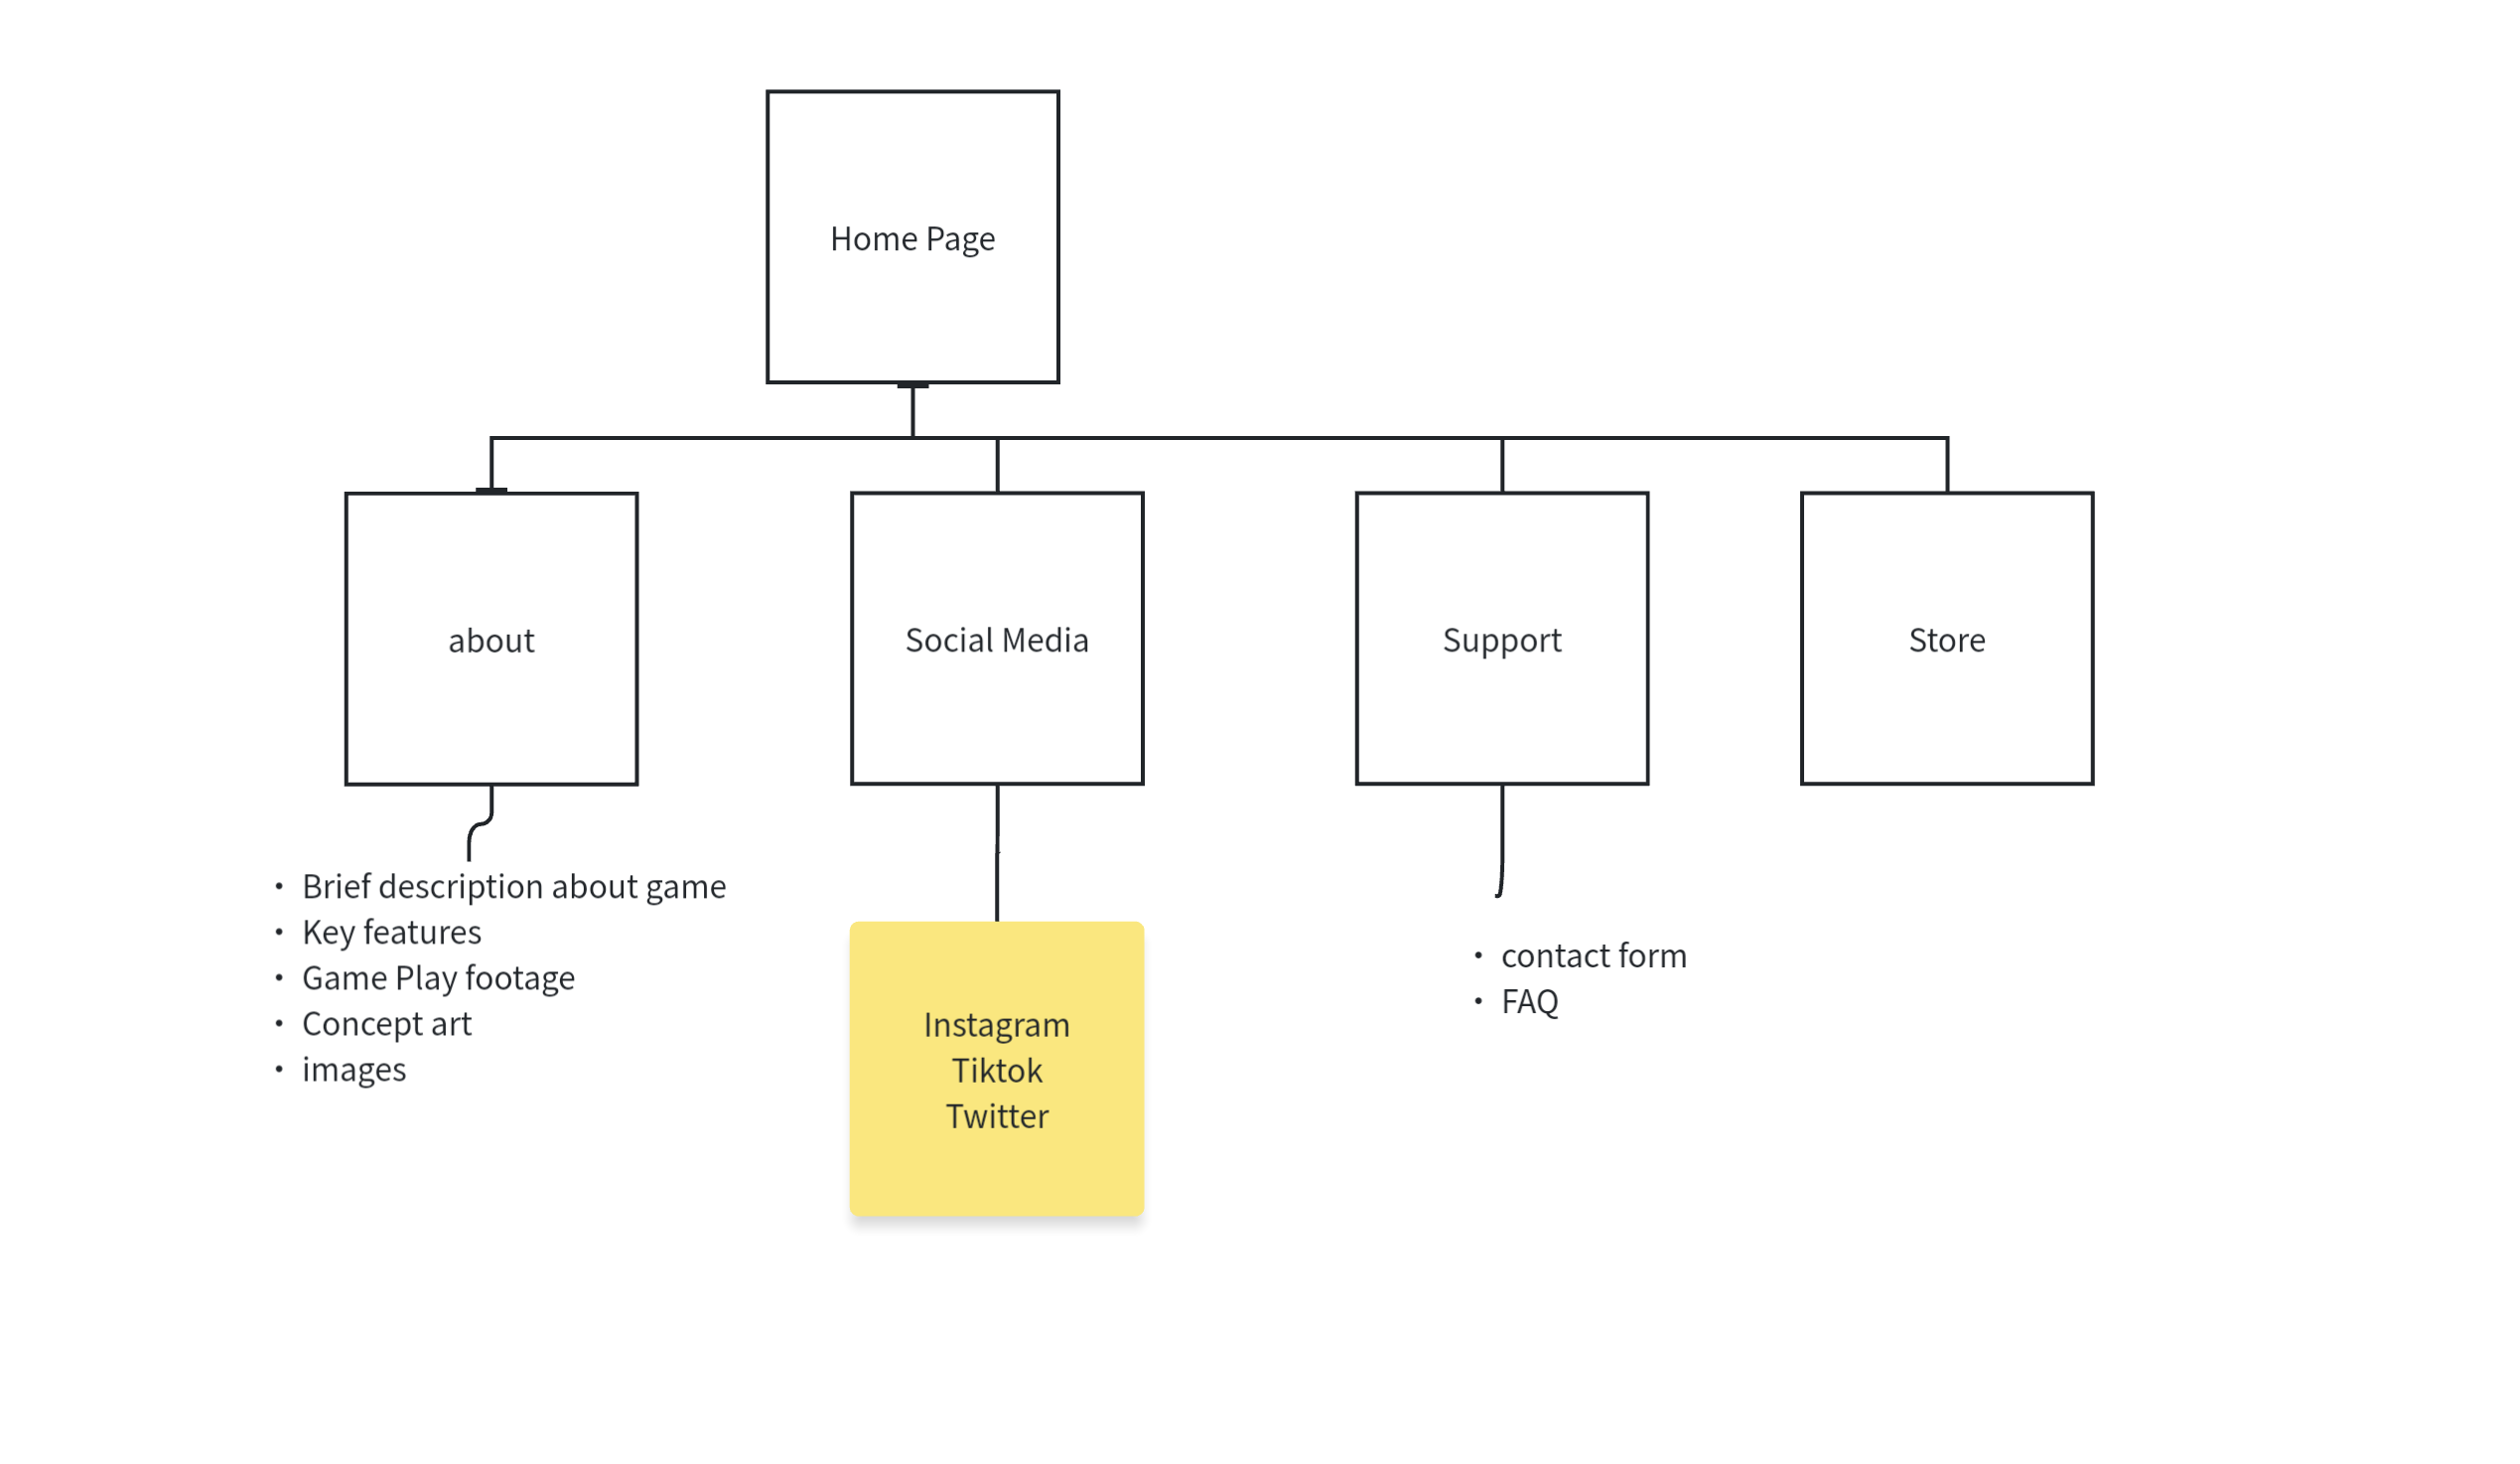 Home Page
about
Social Media
Support
Store
• Brief description about game
• Key features
• Game Play footage
• Concept art
• images
Instagram
Tiktok
Twitter
• contact form
• FAQ